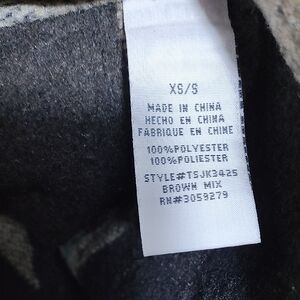 XS/S
MADE IN CHINA
HECHO EN CHINA
FABRIQUE EN CHINE
100%POLYESTER
100%POLIESTER
STYLE#TSJK3425
BROWN MIX
RN#3059279